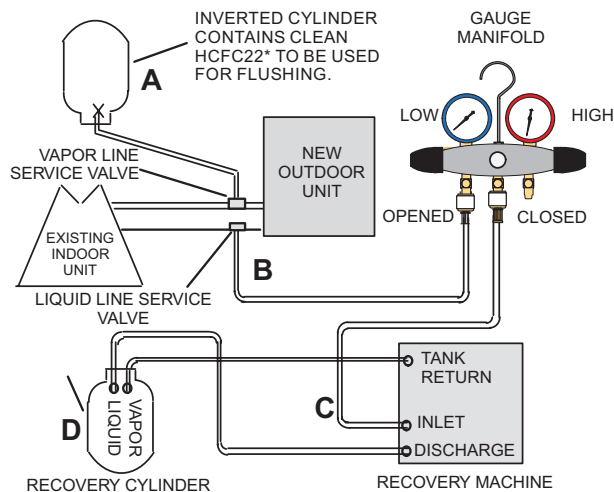 INVERTED CYLINDER
CONTAINS CLEAN
HCFC22* TO BE USED
FOR FLUSHING.
A
GAUGE
MANIFOLD
LOW
HIGH
VAPOR LINE
SERVICE VALVE
NEW
OUTDOOR
UNIT
OPENED
CLOSED
EXISTING
INDOOR
UNIT
B
LIQUID LINE SERVICE
VALVE
TANK
RETURN
C
INLET
DISCHARGE
D
LIQUID
VAPOR
RECOVERY CYLINDER
RECOVERY MACHINE